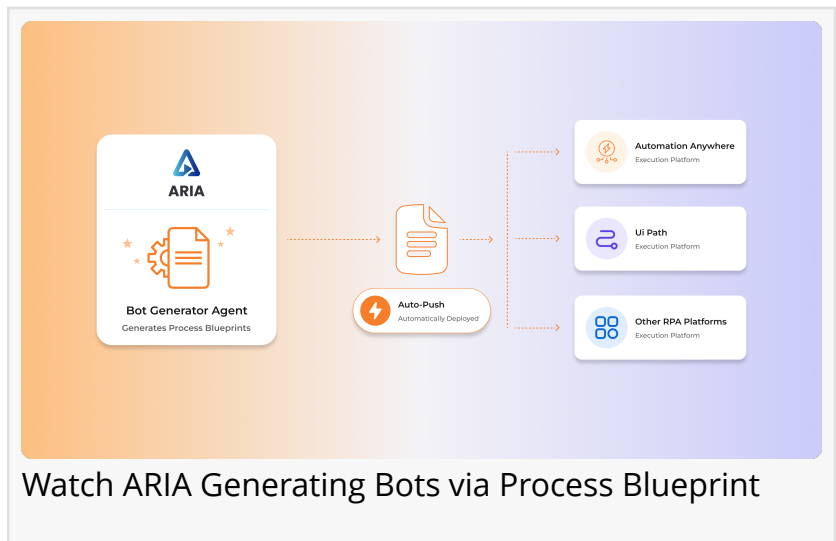 ARIA
Bot Generator Agent
Generates Process Blueprints
Auto-Push
Automatically Deployed
Automation Anywhere
Execution Platform
Ui Path
Execution Platform
Other RPA Platforms
Execution Platform
Watch ARIA Generating Bots via Process Blueprint